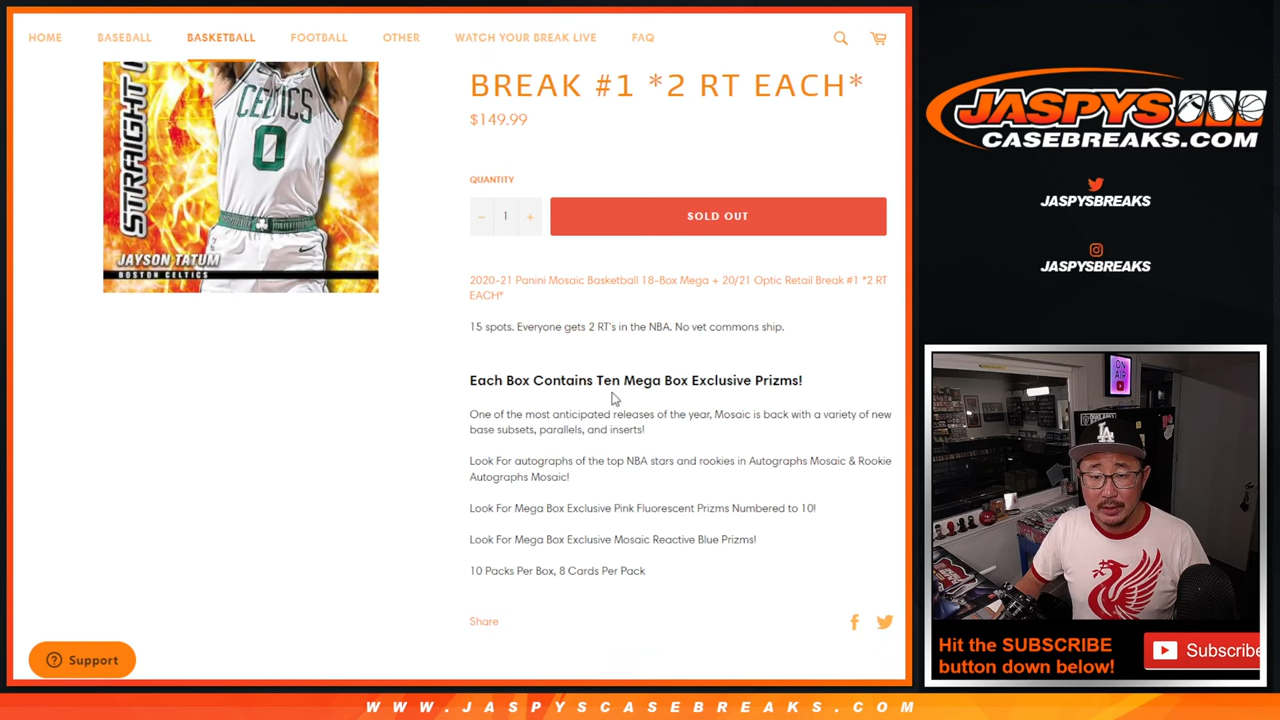 HOME BASEBALL BASKETBALL FOOTBALL OTHER WATCH YOUR BREAK LIVE FAQ
STRAIGHT
CELTICS
0
JAYSON TATUM
BOSTON CELTICS
BREAK #1 *2 RT EACH*
$149.99
QUANTITY
− 1 +
SOLD OUT
2020-21 Panini Mosaic Basketball 18-Box Mega + 20/21 Optic Retail Break #1 *2 RT
EACH*
15 spots. Everyone gets 2 RT's in the NBA. No vet commons ship.
Each Box Contains Ten Mega Box Exclusive Prizms!
One of the most anticipated releases of the year, Mosaic is back with a variety of new
base subsets, parallels, and inserts!
Look For autographs of the top NBA stars and rookies in Autographs Mosaic & Rookie
Autographs Mosaic!
Look For Mega Box Exclusive Pink Fluorescent Prizms Numbered to 10!
Look For Mega Box Exclusive Mosaic Reactive Blue Prizms!
10 Packs Per Box, 8 Cards Per Pack
Share
Support
JASPYS
CASEBREAKS.COM
JASPYSBREAKS
JASPYSBREAKS
ON
AIR
LA
Hit the SUBSCRIBE
button down below!
Subscribe
WWW.JASPYSCASEBREAKS.COM